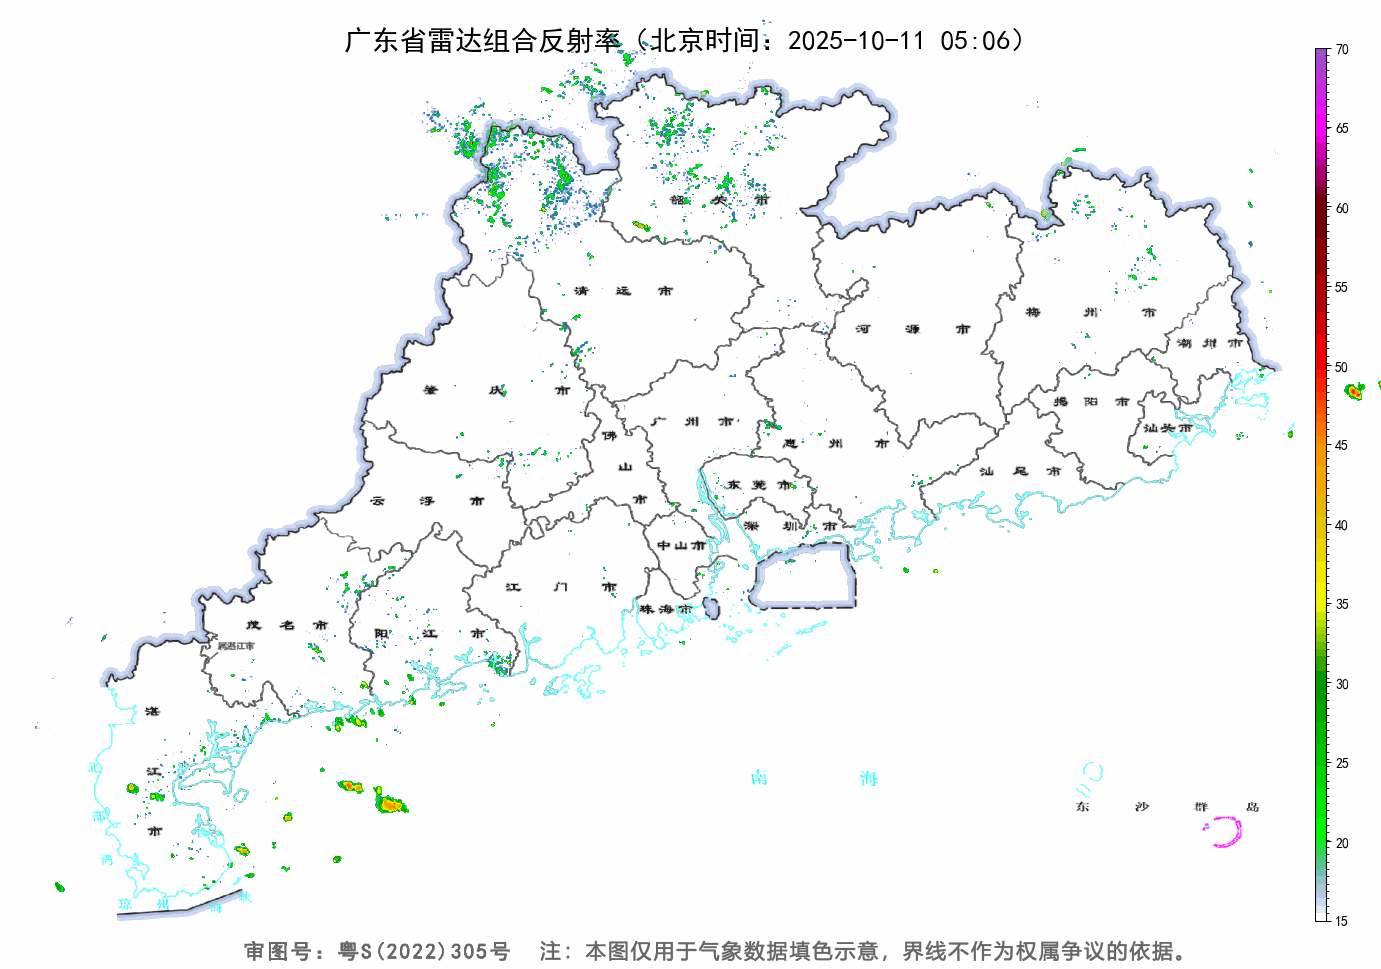 广东省雷达组合反射率（北京时间：2025-10-11 05:06）
70
65
60
55
50
45
40
35
30
25
20
15
韶关市
清远市
河源市
梅州市
潮州市
肇庆市
广州市
佛山市
惠州市
揭阳市
汕头市
汕尾市
云浮市
东莞市
深圳市
中山市
江门市
珠海市
茂名市
阳江市
属湛江市
湛江市
北部湾
南海
东沙群岛
琼州海峡
审图号：粤S(2022)305号 注：本图仅用于气象数据填色示意，界线不作为权属争议的依据。